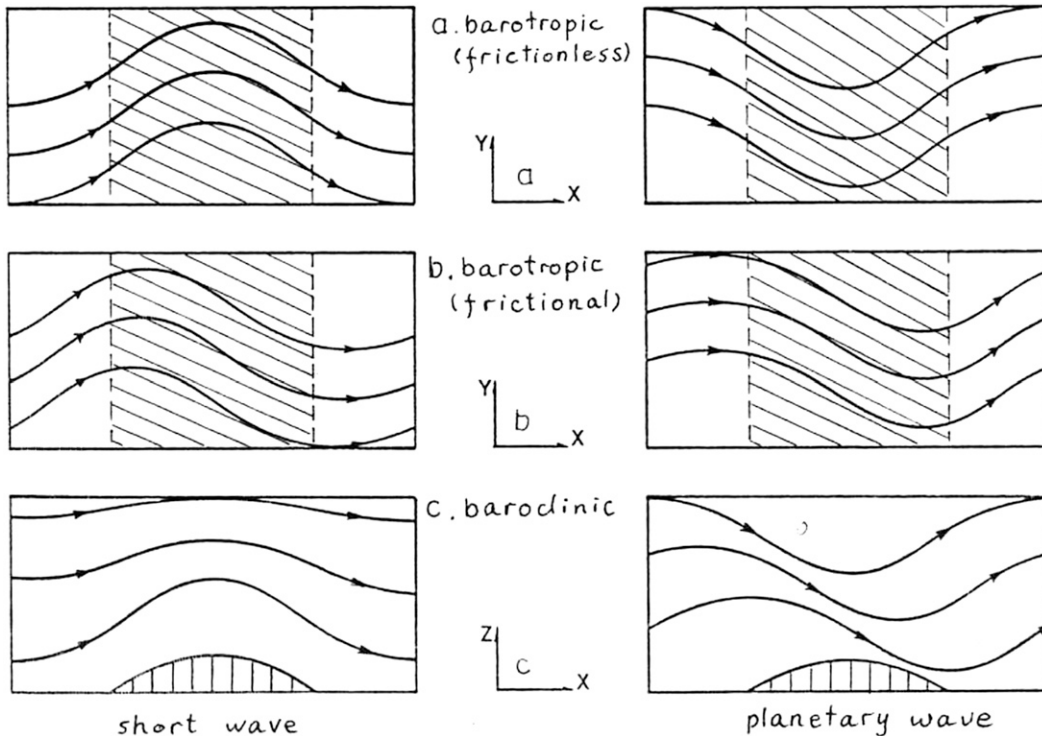 a. barotropic
(frictionless)
Y
a
X
b. barotropic
(frictional)
Y
b
X
c. baroclinic
Z
c
X
short wave
planetary wave